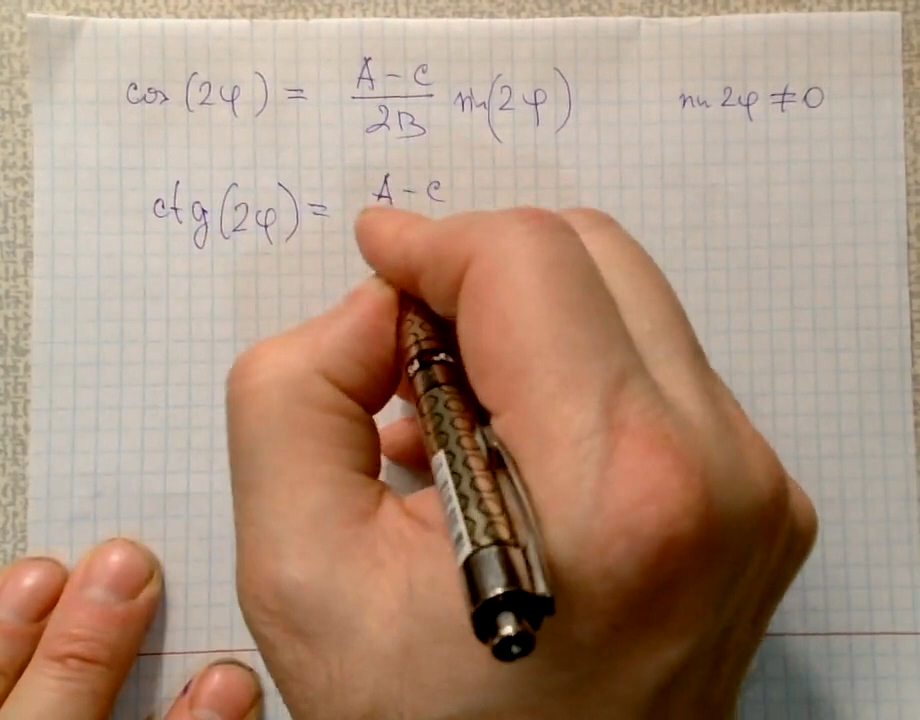 cos (2φ) = A - C / 2B sin(2φ) sin 2φ ≠ 0
ctg (2φ) = A - C